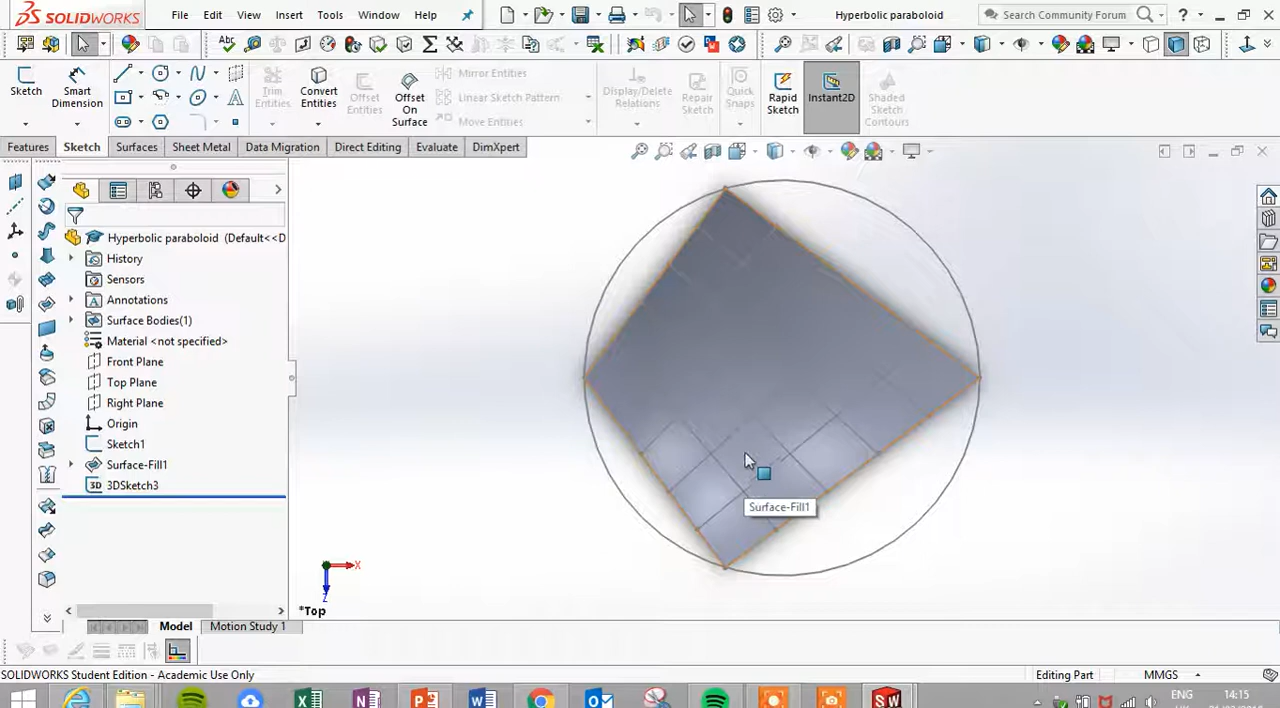 SOLIDWORKS
File Edit View Insert Tools Window Help
Hyperbolic paraboloid
Search Community Forum
Sketch
Smart Dimension
Trim Entities
Convert Entities
Offset Entities
Offset On Surface
Mirror Entities
Linear Sketch Pattern
Move Entities
Display/Delete Relations
Repair Sketch
Quick Snaps
Rapid Sketch
Instant2D
Shaded Sketch Contours
Features Sketch Surfaces Sheet Metal Data Migration Direct Editing Evaluate DimXpert
Hyperbolic paraboloid (Default<<D
History
Sensors
Annotations
Surface Bodies(1)
Material <not specified>
Front Plane
Top Plane
Right Plane
Origin
Sketch1
Surface-Fill1
3D 3DSketch3
Surface-Fill1
X
Z
*Top
Model Motion Study 1
SOLIDWORKS Student Edition - Academic Use Only
Editing Part
MMGS
ENG
14:15